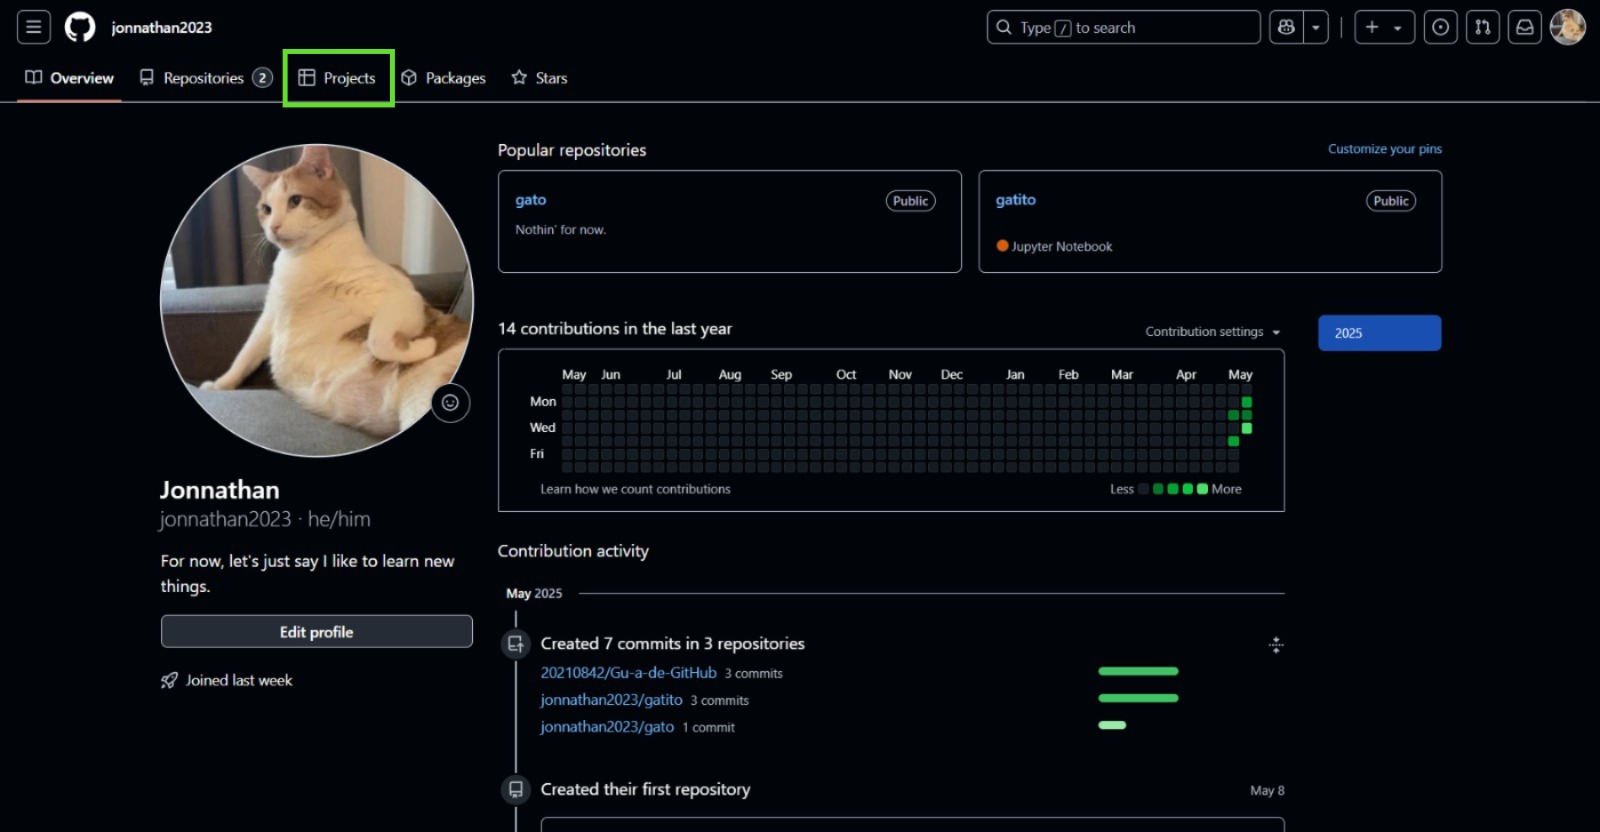 jonnathan2023
Type / to search
Overview
Repositories 2
Projects
Packages
Stars
Popular repositories
Customize your pins
gato
Public
Nothin' for now.
gatito
Public
Jupyter Notebook
14 contributions in the last year
Contribution settings
2025
May Jun Jul Aug Sep Oct Nov Dec Jan Feb Mar Apr May
Mon
Wed
Fri
Learn how we count contributions
Less
More
Jonnathan
jonnathan2023 · he/him
For now, let's just say I like to learn new
things.
Edit profile
Joined last week
Contribution activity
May 2025
Created 7 commits in 3 repositories
20210842/Gu-a-de-GitHub 3 commits
jonnathan2023/gatito 3 commits
jonnathan2023/gato 1 commit
Created their first repository
May 8